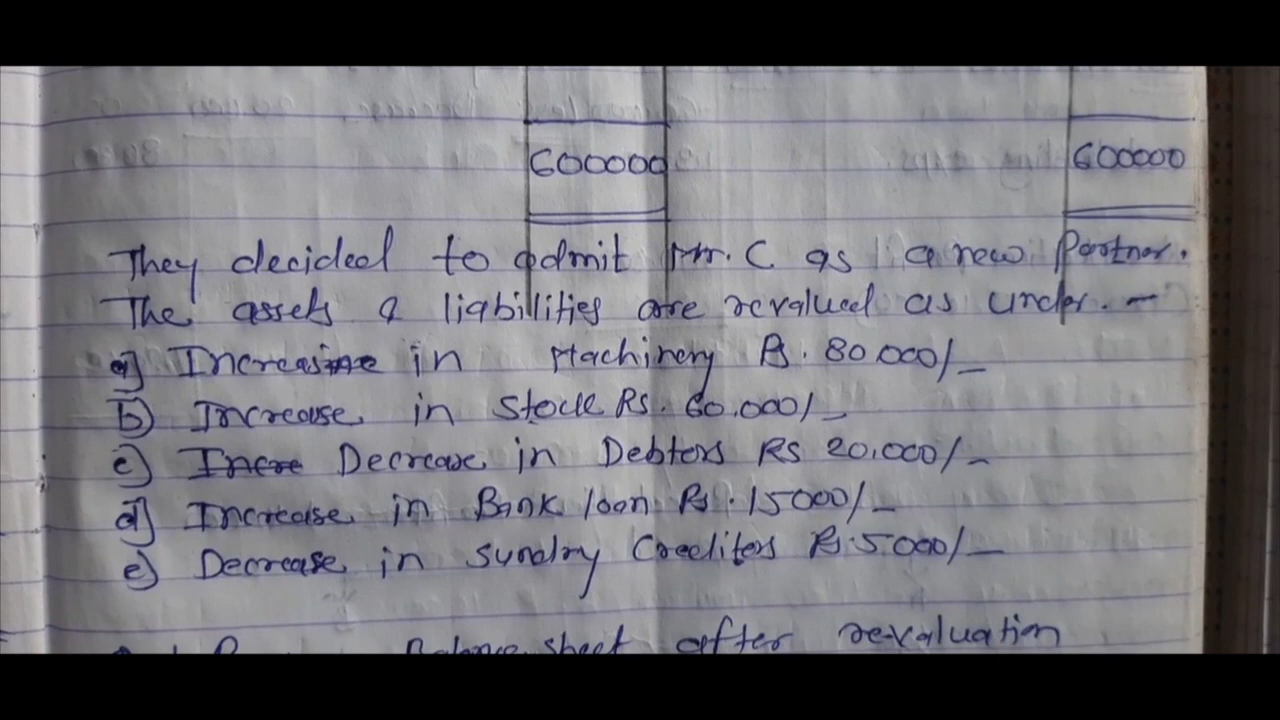 600000 600000
They decided to admit Mr. C as a new Partner.
The assets & liabilities are revalued as under. -
a) Increase in Machinery Rs. 80.000/-
b) Increase in Stock Rs. 60.000/-
c) Incre Decrease in Debtors Rs 20.000/-
d) Increase in Bank loan Rs. 15000/-
e) Decrease in Sundry Creditors Rs. 5000/-
Balance sheet after revaluation